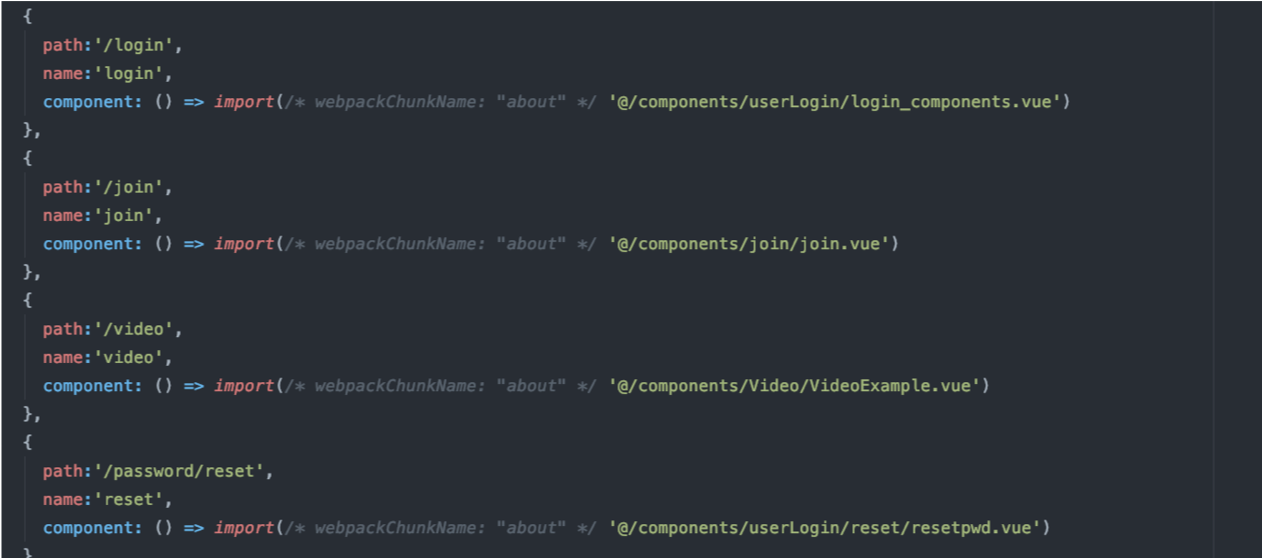 {
path:'/login',
name:'login',
component: () => import(/* webpackChunkName: "about" */ '@/components/userLogin/login_components.vue')
},
{
path:'/join',
name:'join',
component: () => import(/* webpackChunkName: "about" */ '@/components/join/join.vue')
},
{
path:'/video',
name:'video',
component: () => import(/* webpackChunkName: "about" */ '@/components/Video/VideoExample.vue')
},
{
path:'/password/reset',
name:'reset',
component: () => import(/* webpackChunkName: "about" */ '@/components/userLogin/reset/resetpwd.vue')
}